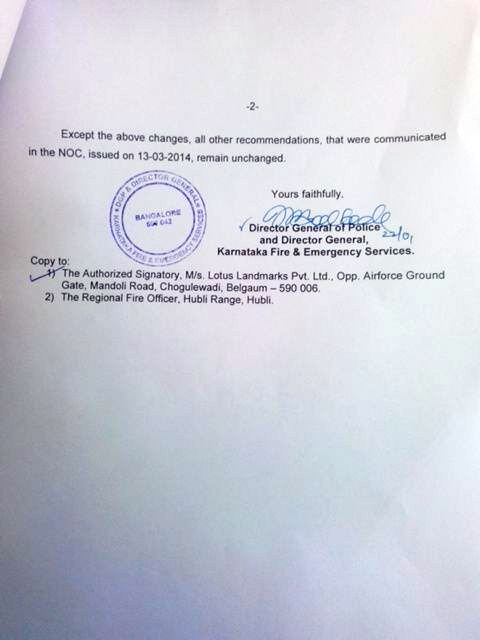 -2-
Except the above changes, all other recommendations, that were communicated
in the NOC, issued on 13-03-2014, remain unchanged.
Yours faithfully.
DGP & DIRECTOR GENERAL
KARNATAKA FIRE & EMERGENCY SERVICES
BANGALORE
560 042
Director General of Police
and Director General,
Karnataka Fire & Emergency Services.
Copy to:
1) The Authorized Signatory, M/s. Lotus Landmarks Pvt. Ltd., Opp. Airforce Ground
Gate, Mandoli Road, Chogulewadi, Belgaum – 590 006.
2) The Regional Fire Officer, Hubli Range, Hubli.